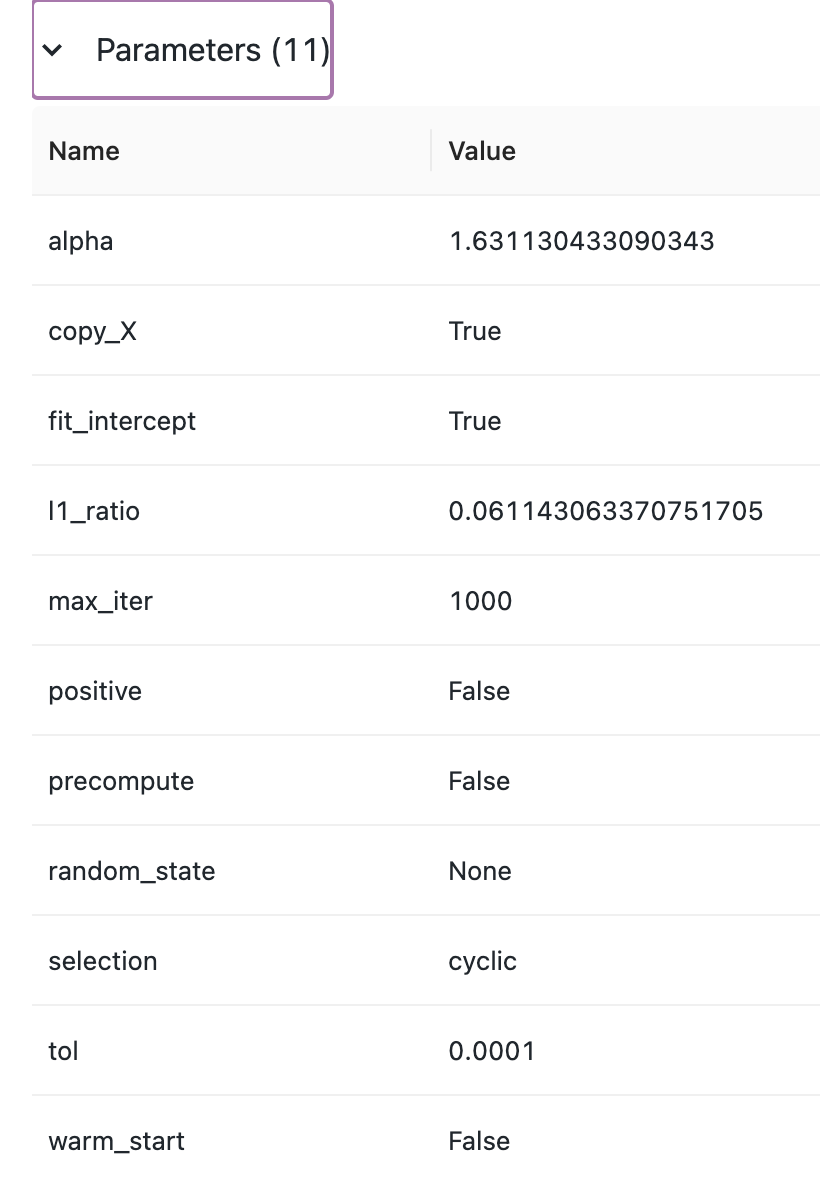 Parameters (11)
Name Value
alpha 1.631130433090343
copy_X True
fit_intercept True
l1_ratio 0.061143063370751705
max_iter 1000
positive False
precompute False
random_state None
selection cyclic
tol 0.0001
warm_start False